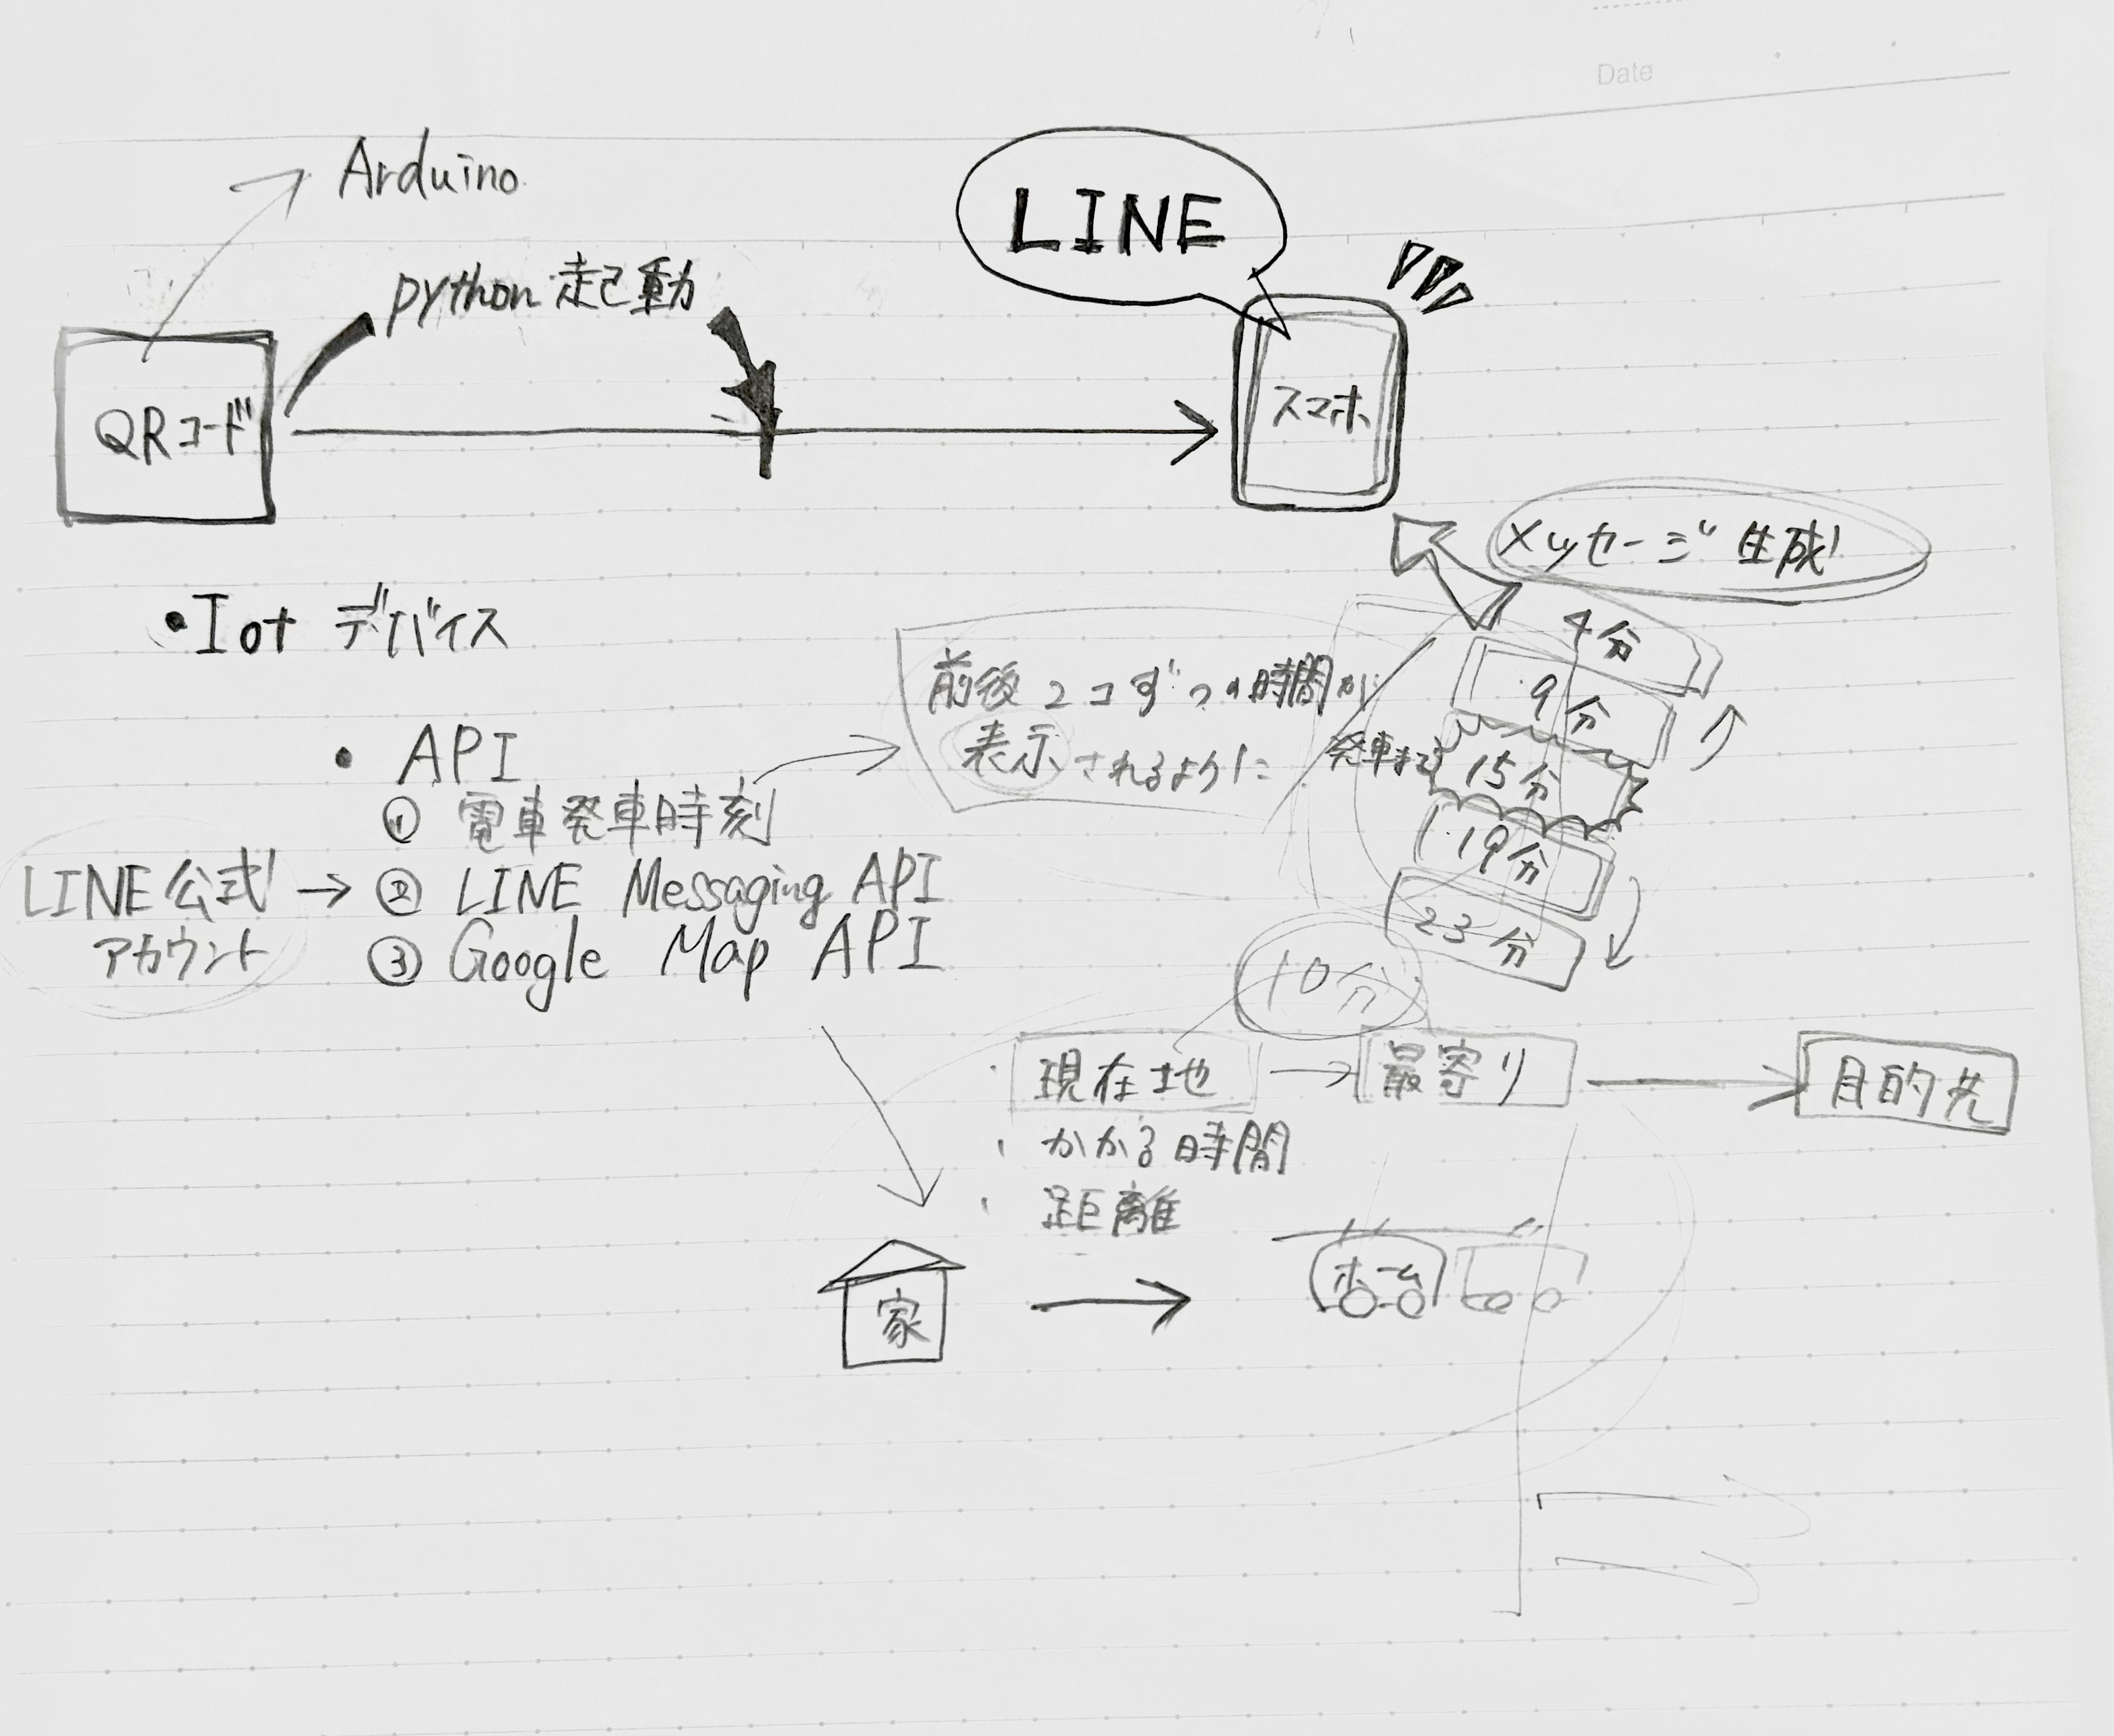 Date
Arduino
python 起動
LINE
QRコード
スマホ
メッセージ生成
・Iot デバイス
4分
9分
前後2コずつの時間が
表示されるように
発車まで
15分
19分
23分
・API
① 電車発車時刻
LINE公式
アカウント
→ ② LINE Messaging API
③ Google Map API
10分
・現在地 → 最寄り → 目的先
・かかる時間
・距離
家 → ホーム